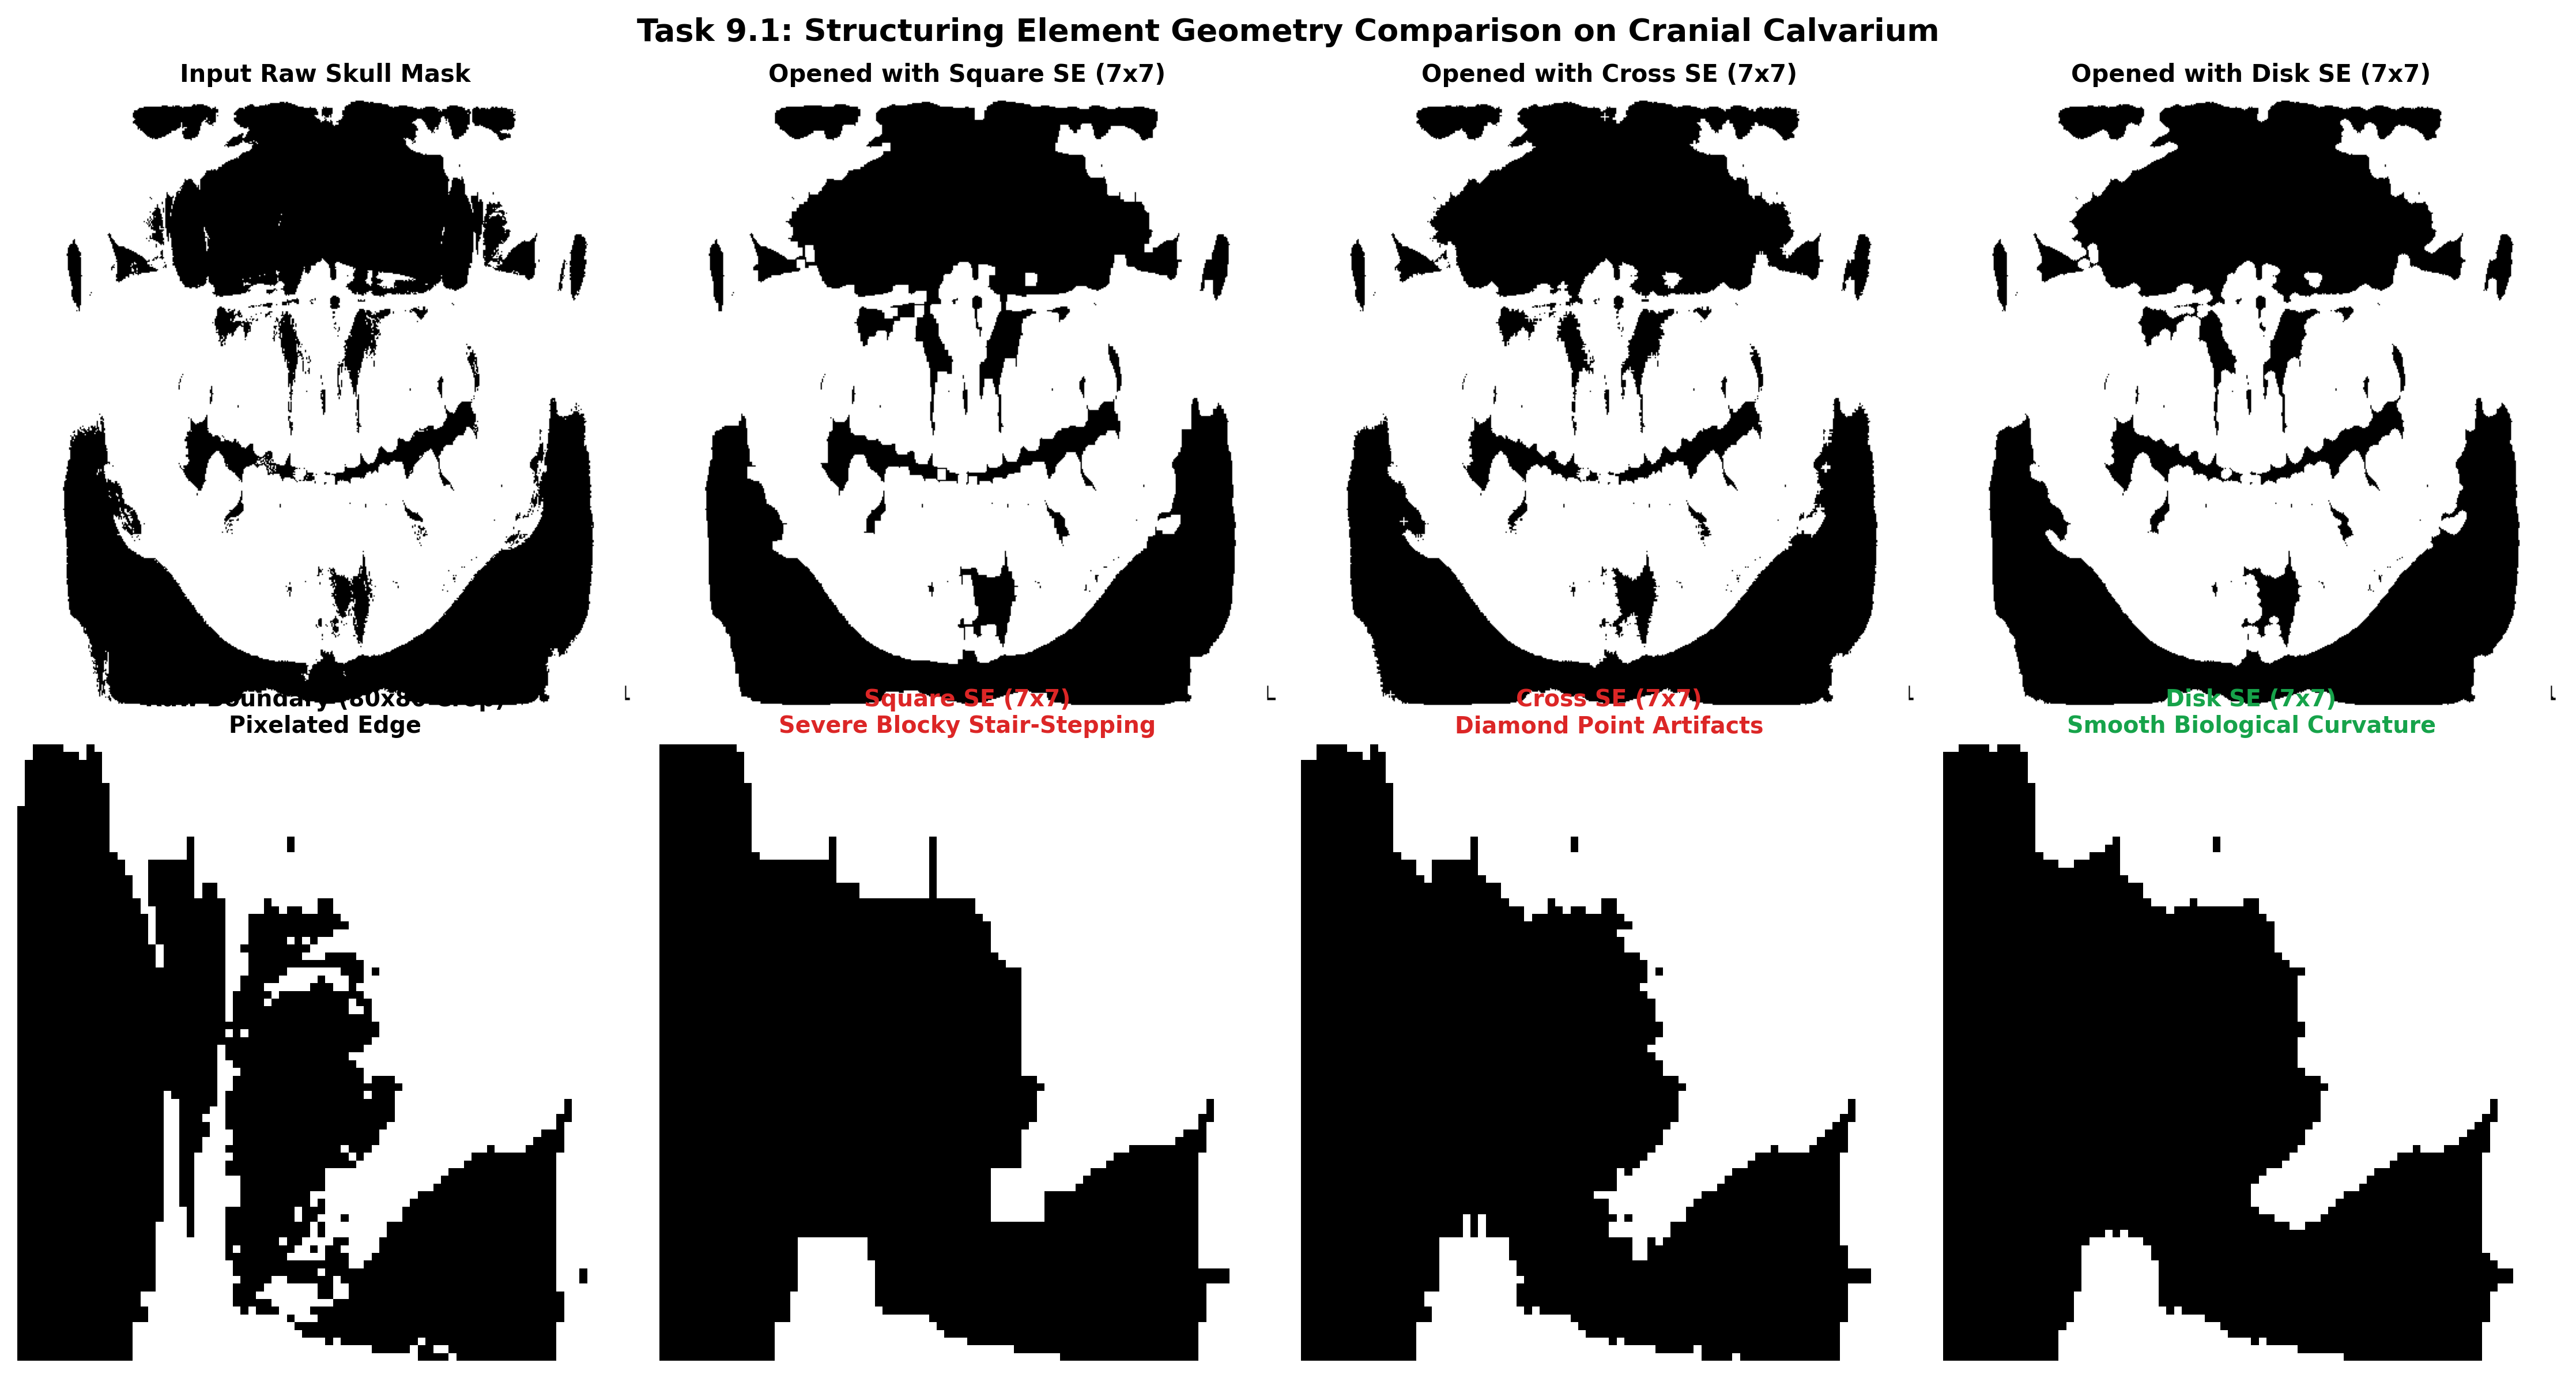 Task 9.1: Structuring Element Geometry Comparison on Cranial Calvarium
Input Raw Skull Mask
Opened with Square SE (7x7)
Opened with Cross SE (7x7)
Opened with Disk SE (7x7)
Boundary (80x80
Pixelated Edge
Square SE (7x7)
Severe Blocky Stair-Stepping
Cross SE (7x7)
Diamond Point Artifacts
Disk SE (7x7)
Smooth Biological Curvature